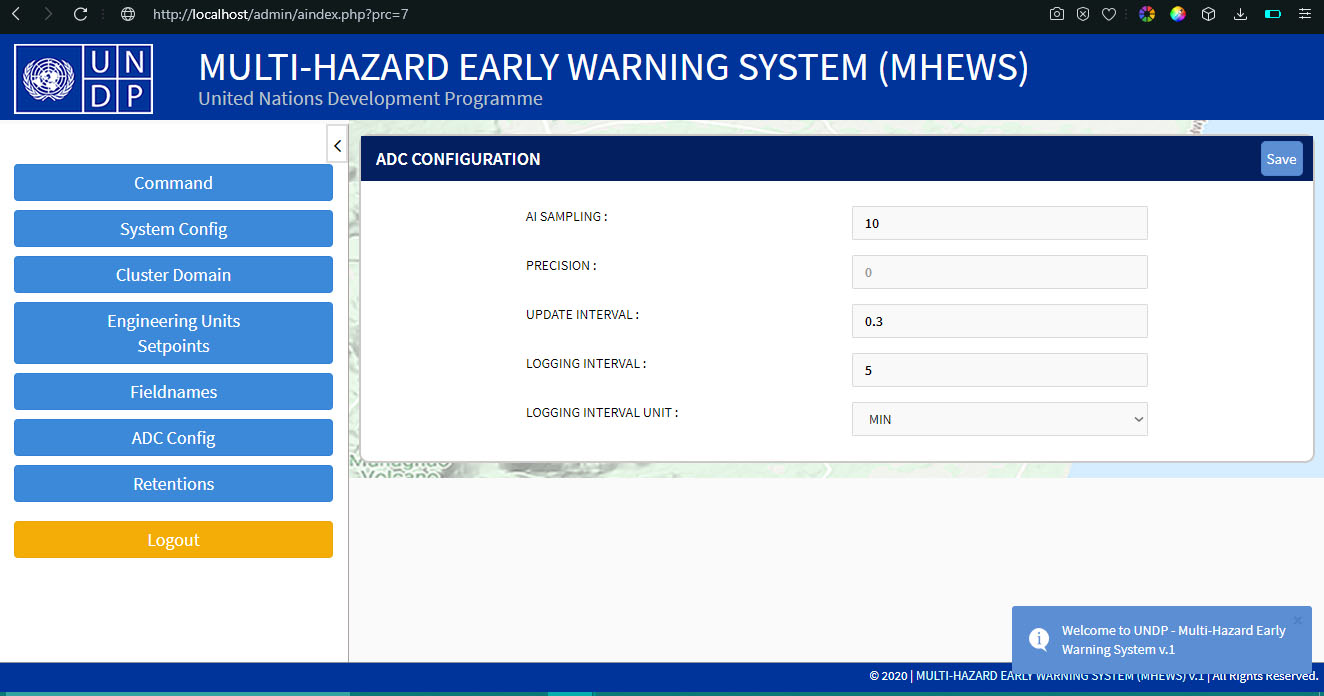 http://localhost/admin/aindex.php?prc=7
UN
DP
MULTI-HAZARD EARLY WARNING SYSTEM (MHEWS)
United Nations Development Programme
Command
System Config
Cluster Domain
Engineering Units
Setpoints
Fieldnames
ADC Config
Retentions
Logout
ADC CONFIGURATION
Save
AI SAMPLING :
10
PRECISION :
0
UPDATE INTERVAL :
0.3
LOGGING INTERVAL :
5
LOGGING INTERVAL UNIT :
MIN
Volcano
Welcome to UNDP - Multi-Hazard Early
Warning System v.1
© 2020 | MULTI-HAZARD EARLY WARNING SYSTEM (MHEWS) v.1 | All Rights Reserved.